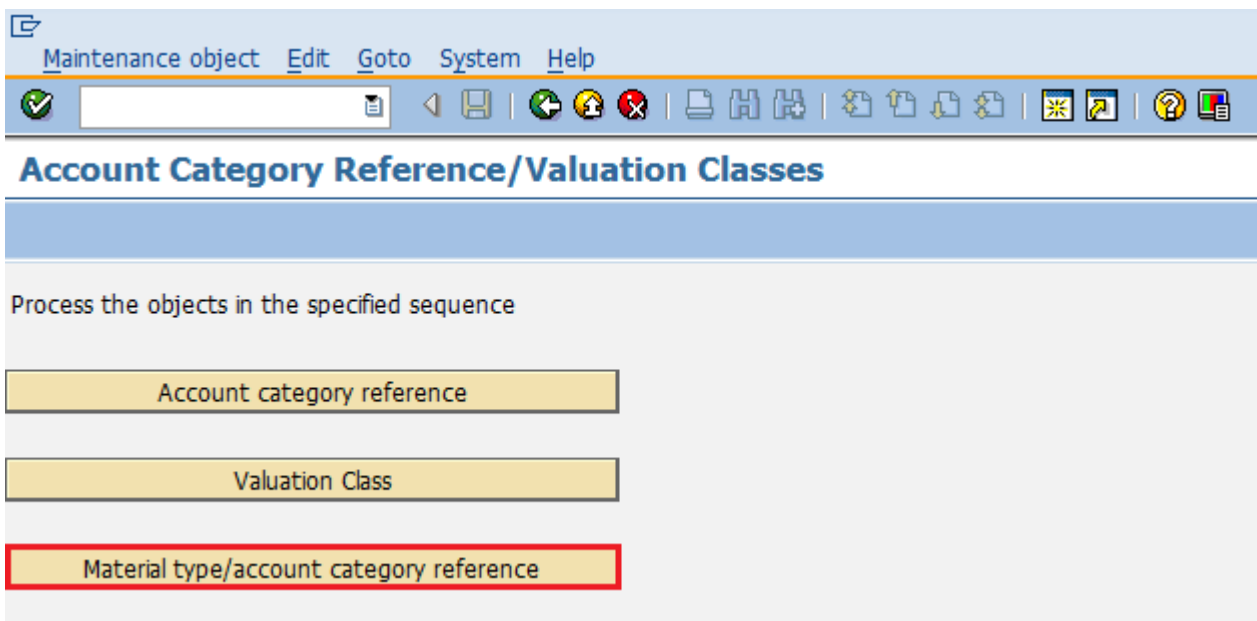 Maintenance object Edit Goto System Help
Account Category Reference/Valuation Classes
Process the objects in the specified sequence
Account category reference
Valuation Class
Material type/account category reference